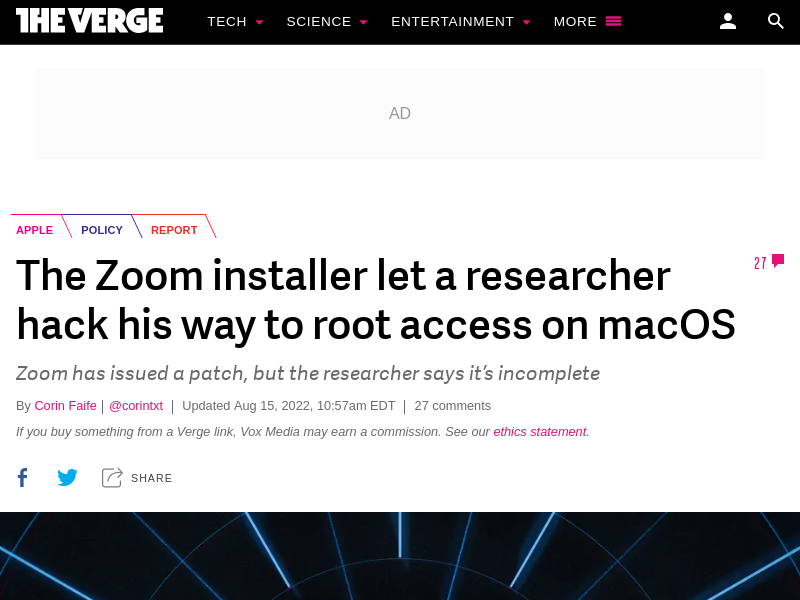 THE VERGE
TECH SCIENCE ENTERTAINMENT MORE
AD
APPLE POLICY REPORT
The Zoom installer let a researcher
hack his way to root access on macOS
27
Zoom has issued a patch, but the researcher says it's incomplete
By Corin Faife | @corintxt | Updated Aug 15, 2022, 10:57am EDT | 27 comments
If you buy something from a Verge link, Vox Media may earn a commission. See our ethics statement.
SHARE